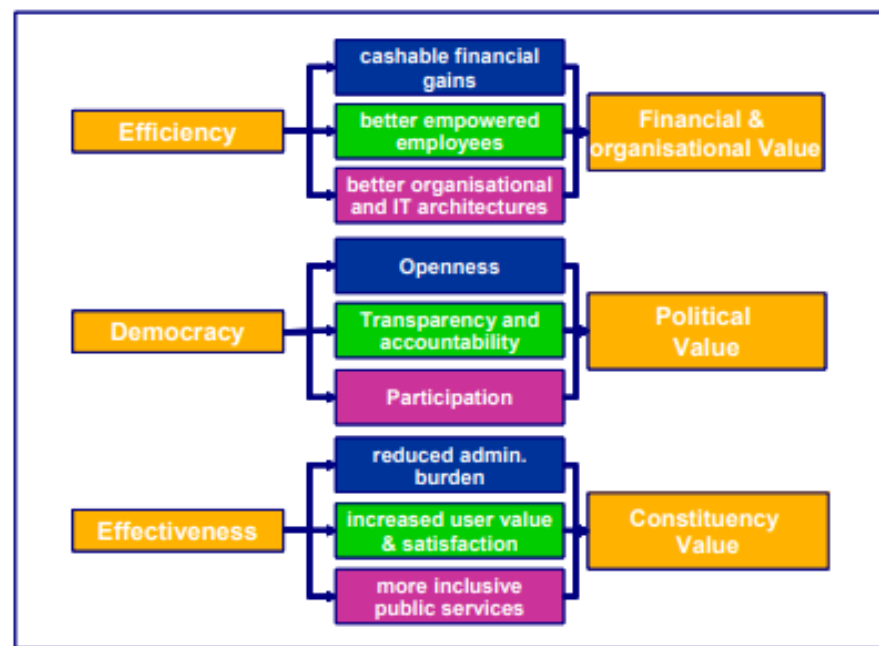 cashable financial
gains
Efficiency
better empowered
employees
Financial &
organisational Value
better organisational
and IT architectures
Openness
Democracy
Transparency and
accountability
Political
Value
Participation
reduced admin.
burden
Effectiveness
increased user value
& satisfaction
Constituency
Value
more inclusive
public services